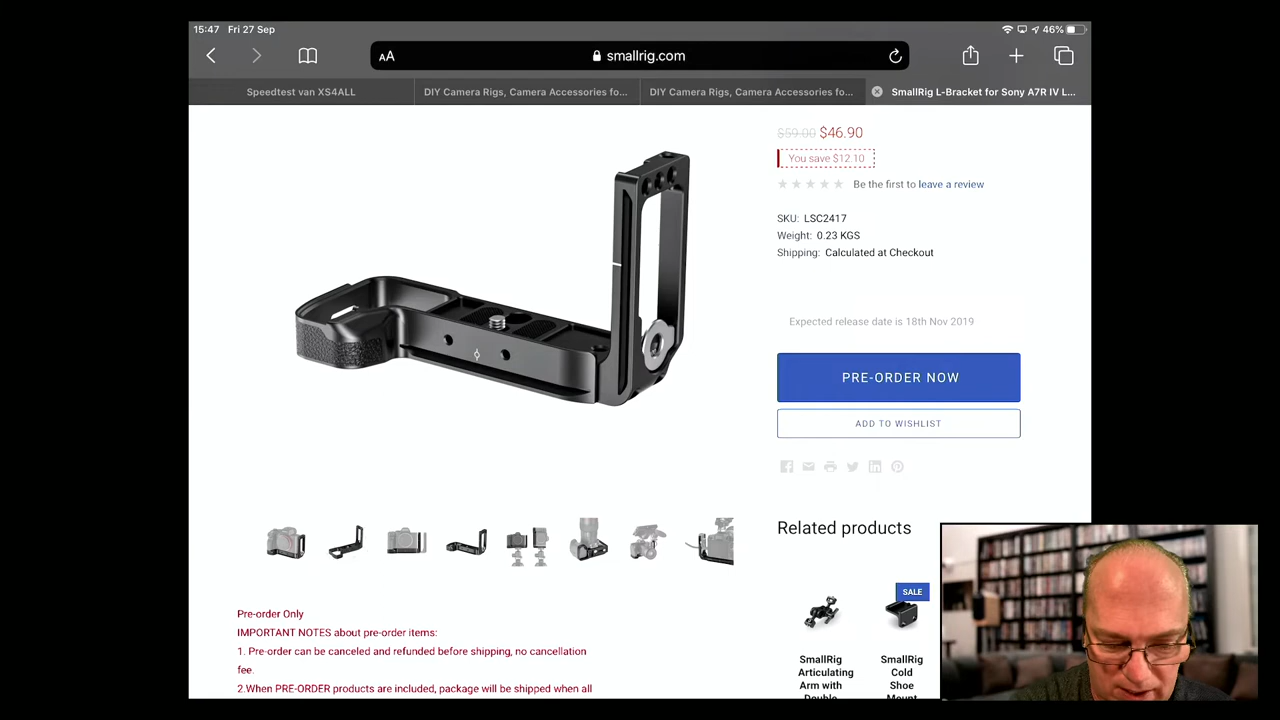 15:47 Fri 27 Sep
46%
AA
smallrig.com
Speedtest van XS4ALL
DIY Camera Rigs, Camera Accessories fo...
DIY Camera Rigs, Camera Accessories fo...
SmallRig L-Bracket for Sony A7R IV L...
$59.00 $46.90
You save $12.10
Be the first to leave a review
SKU: LSC2417
Weight: 0.23 KGS
Shipping: Calculated at Checkout
Expected release date is 18th Nov 2019
PRE-ORDER NOW
ADD TO WISHLIST
Related products
SALE
SmallRig
Articulating
Arm with
Double
SmallRig
Cold
Shoe
Mount
Pre-order Only
IMPORTANT NOTES about pre-order items:
1. Pre-order can be canceled and refunded before shipping, no cancellation
fee.
2.When PRE-ORDER products are included, package will be shipped when all